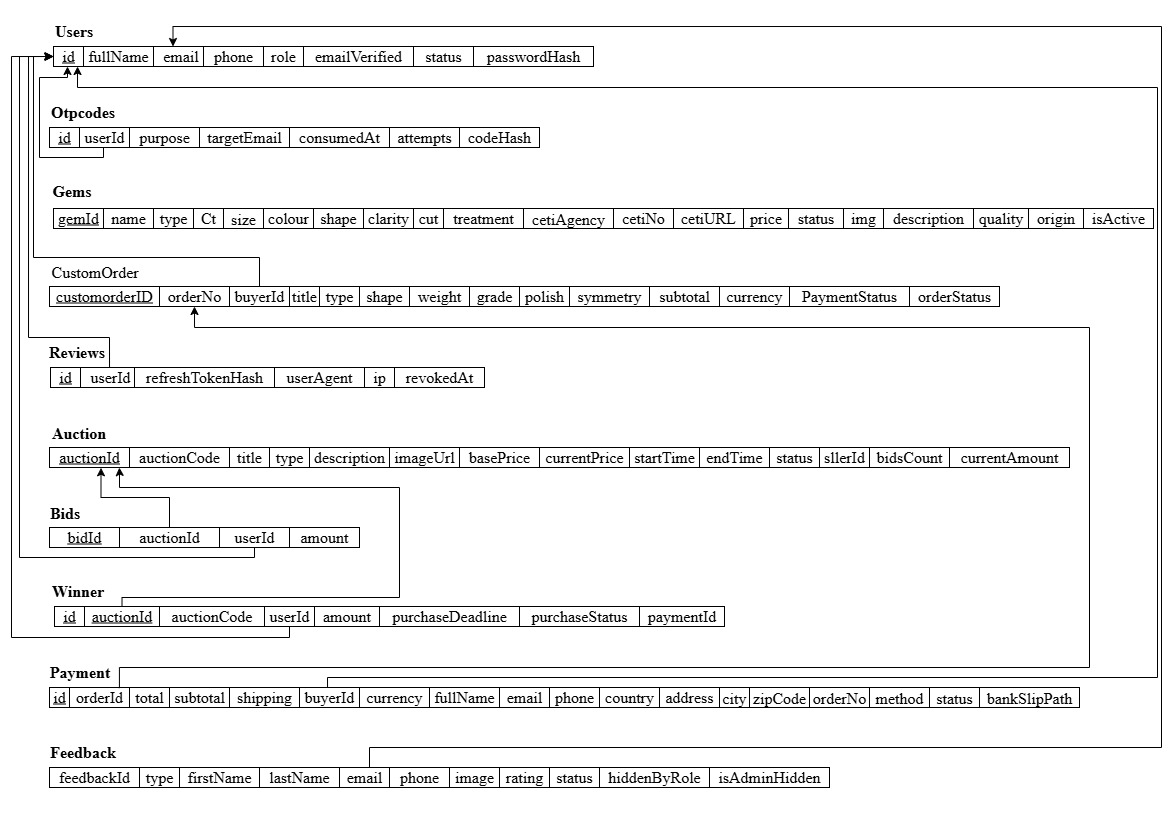 Users
id fullName email phone role emailVerified status passwordHash
Otpcodes
id userId purpose targetEmail consumedAt attempts codeHash
Gems
gemId name type Ct size colour shape clarity cut treatment cetiAgency cetiNo cetiURL price status img description quality origin isActive
CustomOrder
customorderID orderNo buyerId title type shape weight grade polish symmetry subtotal currency PaymentStatus orderStatus
Reviews
id userId refreshTokenHash userAgent ip revokedAt
Auction
auctionId auctionCode title type description imageUrl basePrice currentPrice startTime endTime status sllerId bidsCount currentAmount
Bids
bidId auctionId userId amount
Winner
id auctionId auctionCode userId amount purchaseDeadline purchaseStatus paymentId
Payment
id orderId total subtotal shipping buyerId currency fullName email phone country address city zipCode orderNo method status bankSlipPath
Feedback
feedbackId type firstName lastName email phone image rating status hiddenByRole isAdminHidden